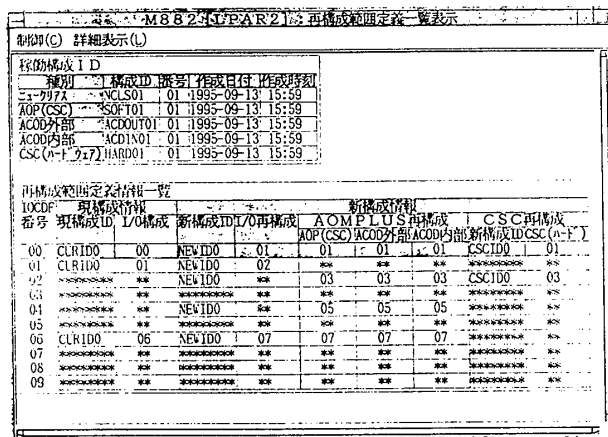 M882 [LPAR2] : 再構成範囲定義一覧表示
制御(C) 詳細表示(L)
稼働構成ID
種別 構成ID 番号 作成日付 作成時刻
ニュークリアス NCLS01 01 1995-09-13 15:59
AOP(CSC) SOFT01 01 1995-09-13 15:59
ACOD外部 ACDOUT01 01 1995-09-13 15:59
ACOD内部 ACDIN01 01 1995-09-13 15:59
CSC(ハードウェア) HARD01 01 1995-09-13 15:59
再構成範囲定義情報一覧
IOCDF 現構成情報 新構成情報
番号 現構成ID I/O構成 新構成ID I/O再構成 AOMPLUS再構成 CSC再構成
AOP(CSC) ACOD外部 ACOD内部 新構成ID CSC(ハード)
00 CURID0 00 NEWID0 01 01 01 01 CSCID0 01
01 CURID0 01 NEWID0 02 ** ** ** ******** **
02 ******** ** NEWID0 ** 03 03 03 CSCID0 03
03 ******** ** ******** ** ** ** ** ******** **
04 ******** ** NEWID0 ** 05 05 05 ******** **
05 ******** ** ******** ** ** ** ** ******** **
06 CURID0 06 NEWID0 07 07 07 07 ******** **
07 ******** ** ******** ** ** ** ** ******** **
08 ******** ** ******** ** ** ** ** ******** **
09 ******** ** ******** ** ** ** ** ******** **